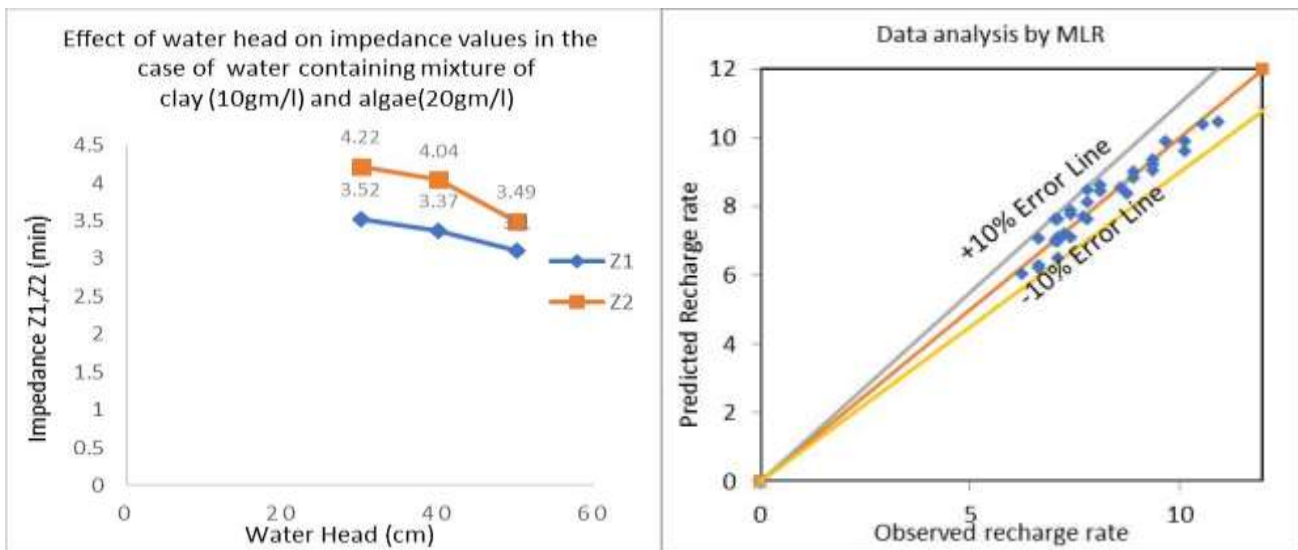 Effect of water head on impedance values in the
case of water containing mixture of
clay (10gm/l) and algae(20gm/l)
4.5
4
3.5
3
2.5
2
1.5
1
0.5
0
Impedance Z1,Z2 (min)
4.22
4.04
3.49
3.52
3.37
Z1
Z2
0
20
40
60
Water Head (cm)
Data analysis by MLR
12
10
8
6
4
2
0
Predicted Recharge rate
+10% Error Line
-10% Error Line
0
5
10
Observed recharge rate